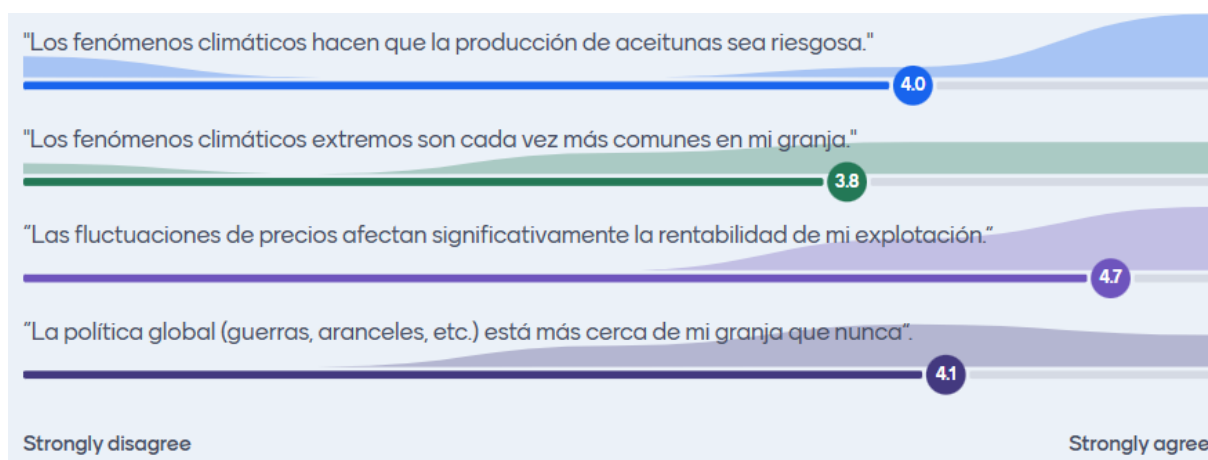 "Los fenómenos climáticos hacen que la producción de aceitunas sea riesgosa."
4.0
"Los fenómenos climáticos extremos son cada vez más comunes en mi granja."
3.8
“Las fluctuaciones de precios afectan significativamente la rentabilidad de mi explotación.”
4.7
“La política global (guerras, aranceles, etc.) está más cerca de mi granja que nunca”.
4.1
Strongly disagree
Strongly agree